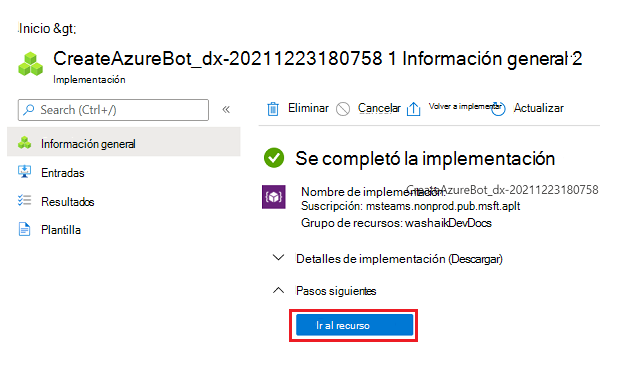 Inicio &gt;
CreateAzureBot_dx-20211223180758 1 Información general 2
Implementación
Search (Ctrl+/)
«
Información general
Entradas
Resultados
Plantilla
Eliminar Cancelar Volver a implementar Actualizar
Se completó la implementación
Nombre de implementación: CreateAzureBot_dx-20211223180758
Suscripción: msteams.nonprod.pub.msft.aplt
Grupo de recursos: washaikDevDocs
Detalles de implementación (Descargar)
Pasos siguientes
Ir al recurso